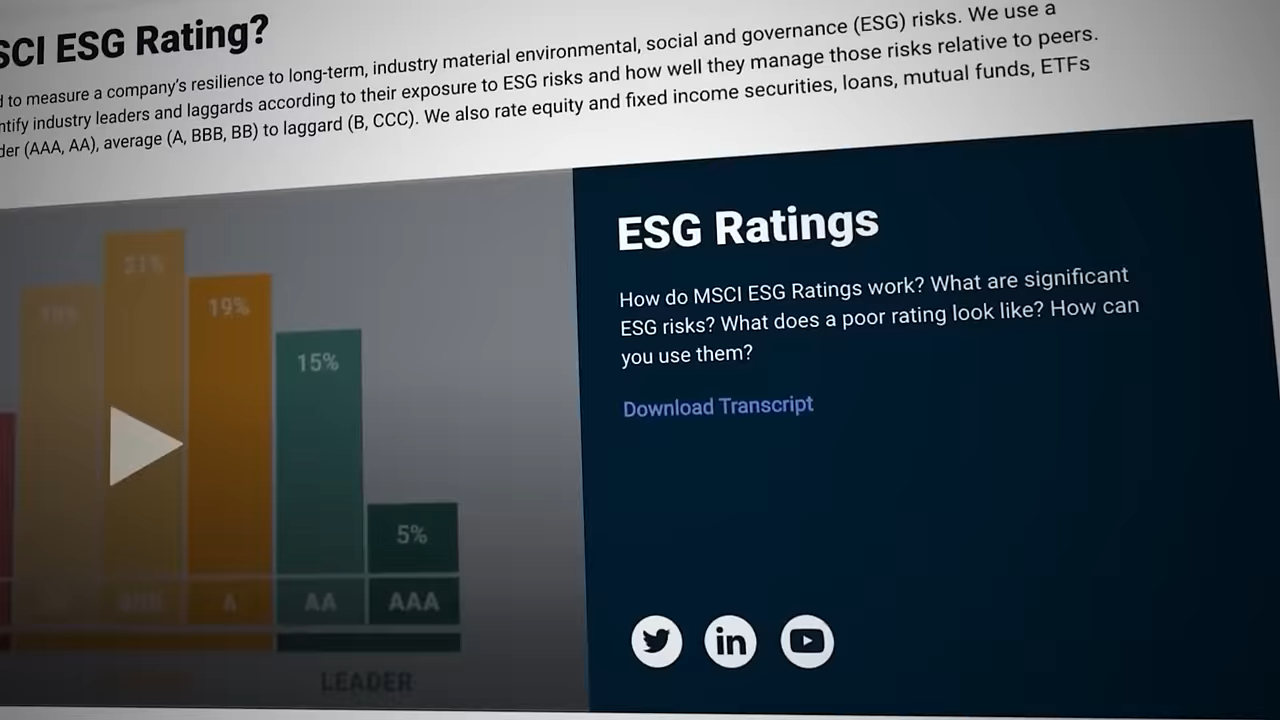 SCI ESG Rating?
d to measure a company's resilience to long-term, industry material environmental, social and governance (ESG) risks. We use a
ntify industry leaders and laggards according to their exposure to ESG risks and how well they manage those risks relative to peers.
der (AAA, AA), average (A, BBB, BB) to laggard (B, CCC). We also rate equity and fixed income securities, loans, mutual funds, ETFs
19%
15%
5%
A
AA
AAA
LEADER
ESG Ratings
How do MSCI ESG Ratings work? What are significant
ESG risks? What does a poor rating look like? How can
you use them?
Download Transcript
in